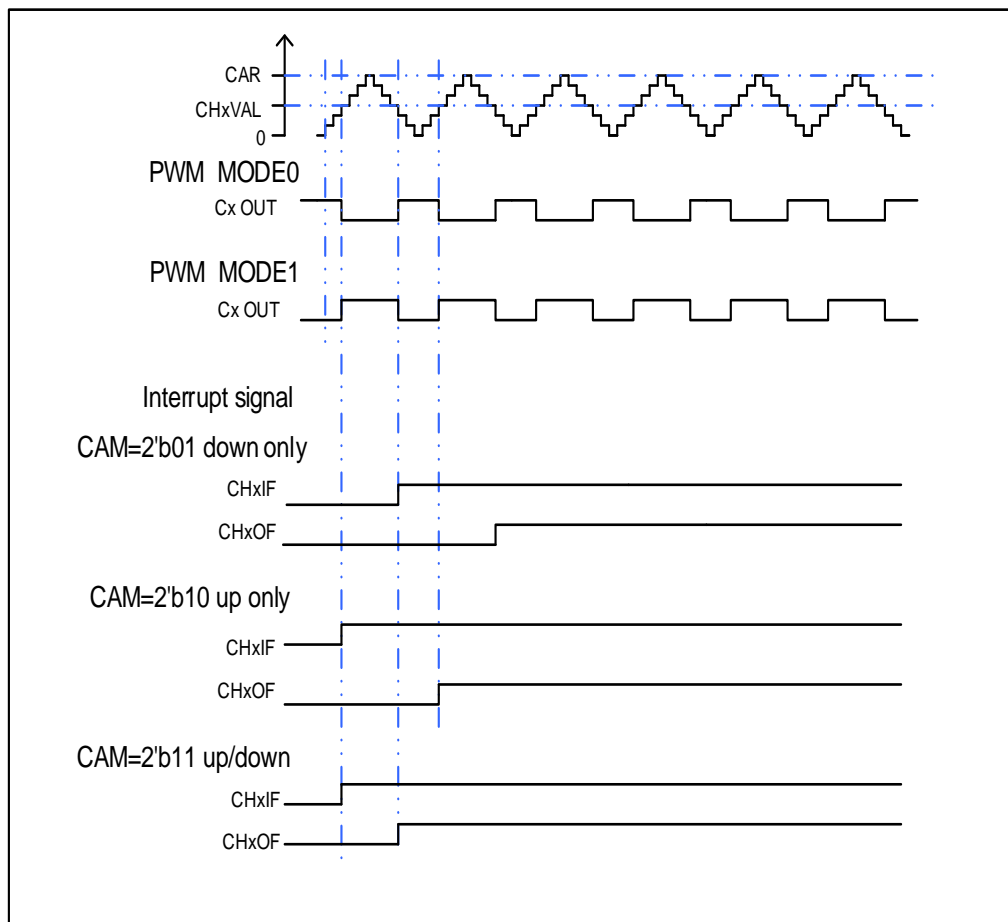 CAR
CHxVAL
0
PWM MODE0
Cx OUT
PWM MODE1
Cx OUT
Interrupt signal
CAM=2'b01 down only
CHxIF
CHxOF
CAM=2'b10 up only
CHxIF
CHxOF
CAM=2'b11 up/down
CHxIF
CHxOF